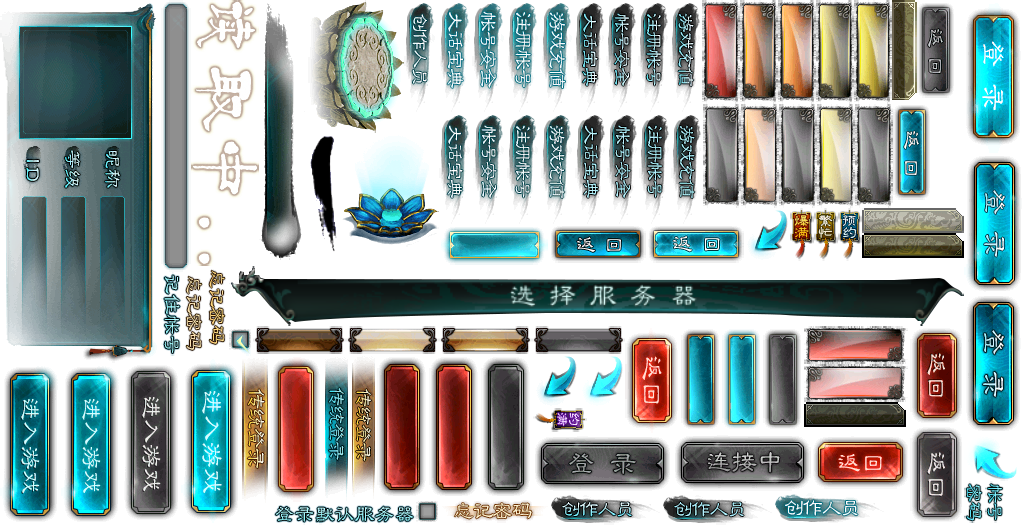 读取中..
昵称
等级
ID
忘记密码
忘记密码
记住帐号
创作人员
大话宝典
帐号安全
注册帐号
游戏充值
大话宝典
帐号安全
注册帐号
游戏充值
大话宝典
帐号安全
注册帐号
游戏充值
大话宝典
帐号安全
注册帐号
游戏充值
返回
返回
登录
登录
登录
返回
返回
爆满
繁忙
预约
选择服务器
进入游戏
进入游戏
进入游戏
进入游戏
传统登录
传统登录
传统登录
约满
返回
返回
登录
连接中
返回
返回
帐号
密码
登录默认服务器
忘记密码
创作人员
创作人员
创作人员